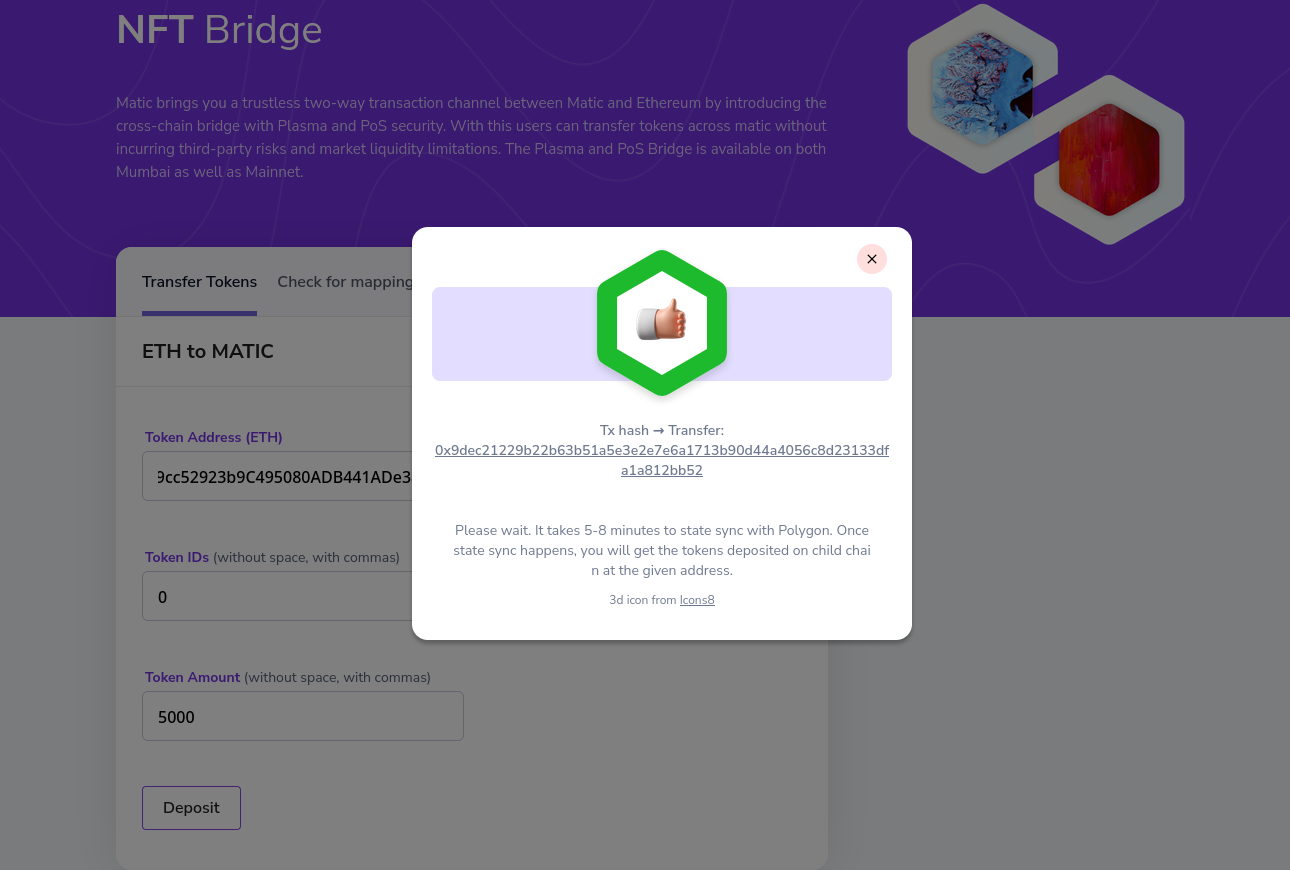 NFT Bridge
Matic brings you a trustless two-way transaction channel between Matic and Ethereum by introducing the
cross-chain bridge with Plasma and PoS security. With this users can transfer tokens across matic without
incurring third-party risks and market liquidity limitations. The Plasma and PoS Bridge is available on both
Mumbai as well as Mainnet.
Transfer Tokens
Check for mapping
ETH to MATIC
Token Address (ETH)
9cc52923b9C495080ADB441ADe3
Token IDs (without space, with commas)
0
Token Amount (without space, with commas)
5000
Deposit
×
Tx hash → Transfer:
0x9dec21229b22b63b51a5e3e2e7e6a1713b90d44a4056c8d23133df
a1a812bb52
Please wait. It takes 5-8 minutes to state sync with Polygon. Once
state sync happens, you will get the tokens deposited on child chai
n at the given address.
3d icon from Icons8